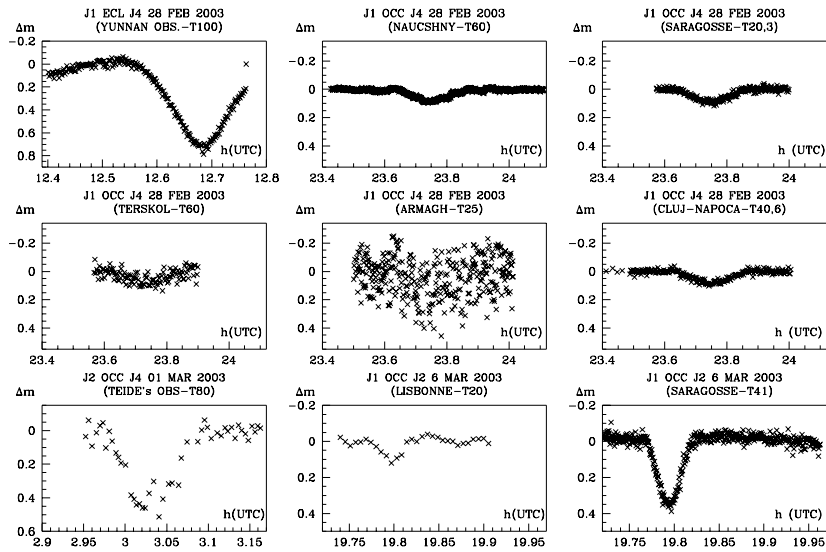 J1 ECL J4 28 FEB 2003
(YUNNAN OBS.-T100)
Δm
-0.2
0
0.2
0.4
0.6
0.8
h(UTC)
12.4 12.5 12.6 12.7 12.8
J1 OCC J4 28 FEB 2003
(NAUCSHNY-T60)
Δm
-0.2
0
0.2
0.4
h(UTC)
23.4 23.6 23.8 24
J1 OCC J4 28 FEB 2003
(SARAGOSSE-T20,3)
Δm
-0.2
0
0.2
0.4
h (UTC)
23.4 23.6 23.8 24
J1 OCC J4 28 FEB 2003
(TERSKOL-T60)
Δm
-0.2
0
0.2
0.4
h(UTC)
23.4 23.6 23.8 24
J1 OCC J4 28 FEB 2003
(ARMAGH-T25)
Δm
-0.2
0
0.2
0.4
h(UTC)
23.4 23.6 23.8 24
J1 OCC J4 28 FEB 2003
(CLUJ-NAPOCA-T40,6)
Δm
-0.2
0
0.2
0.4
h (UTC)
23.4 23.6 23.8 24
J2 OCC J4 01 MAR 2003
(TEIDE's OBS-T80)
Δm
0
0.2
0.4
0.6
h(UTC)
2.9 2.95 3 3.05 3.1 3.15
J1 OCC J2 6 MAR 2003
(LISBONNE-T20)
Δm
-0.2
0
0.2
0.4
h(UTC)
19.75 19.8 19.85 19.9 19.95
J1 OCC J2 6 MAR 2003
(SARAGOSSE-T41)
Δm
-0.2
0
0.2
0.4
h (UTC)
19.75 19.8 19.85 19.9 19.95